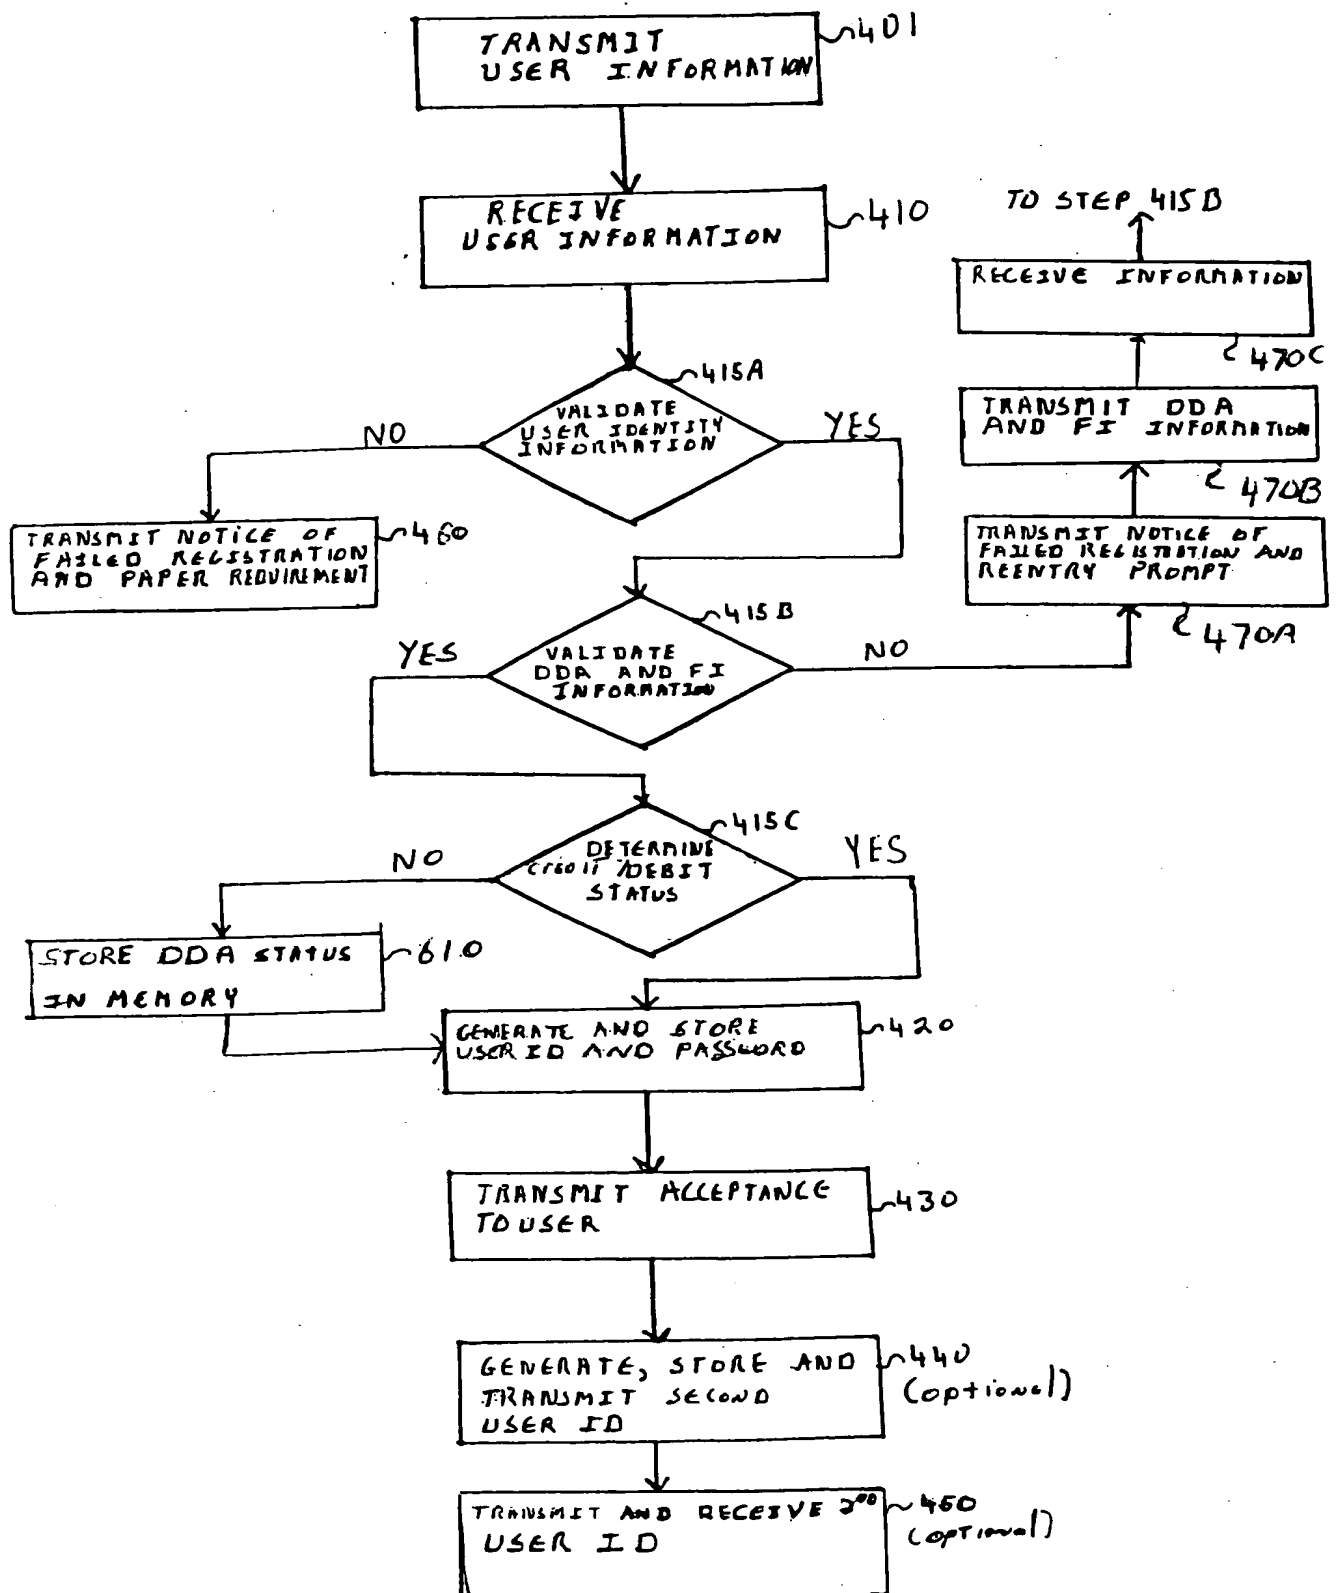 TRANSMIT
USER INFORMATION
401
RECEIVE
USER INFORMATION
410
TO STEP 415B
RECEIVE INFORMATION
470C
TRANSMIT DDA
AND FI INFORMATION
470B
TRANSMIT NOTICE OF
FAILED REGISTRATION AND
REENTRY PROMPT
470A
415A
VALIDATE
USER IDENTITY
INFORMATION
NO
YES
TRANSMIT NOTICE OF
FAILED REGISTRATION
AND PAPER REQUIREMENT
460
415B
VALIDATE
DDA AND FI
INFORMATION
YES
NO
415C
DETERMINE
CREDIT/DEBIT
STATUS
NO
YES
STORE DDA STATUS
IN MEMORY
610
GENERATE AND STORE
USER ID AND PASSWORD
420
TRANSMIT ACCEPTANCE
TO USER
430
GENERATE, STORE AND
TRANSMIT SECOND
USER ID
440
(optional)
TRANSMIT AND RECEIVE 2ND
USER ID
450
(optional)